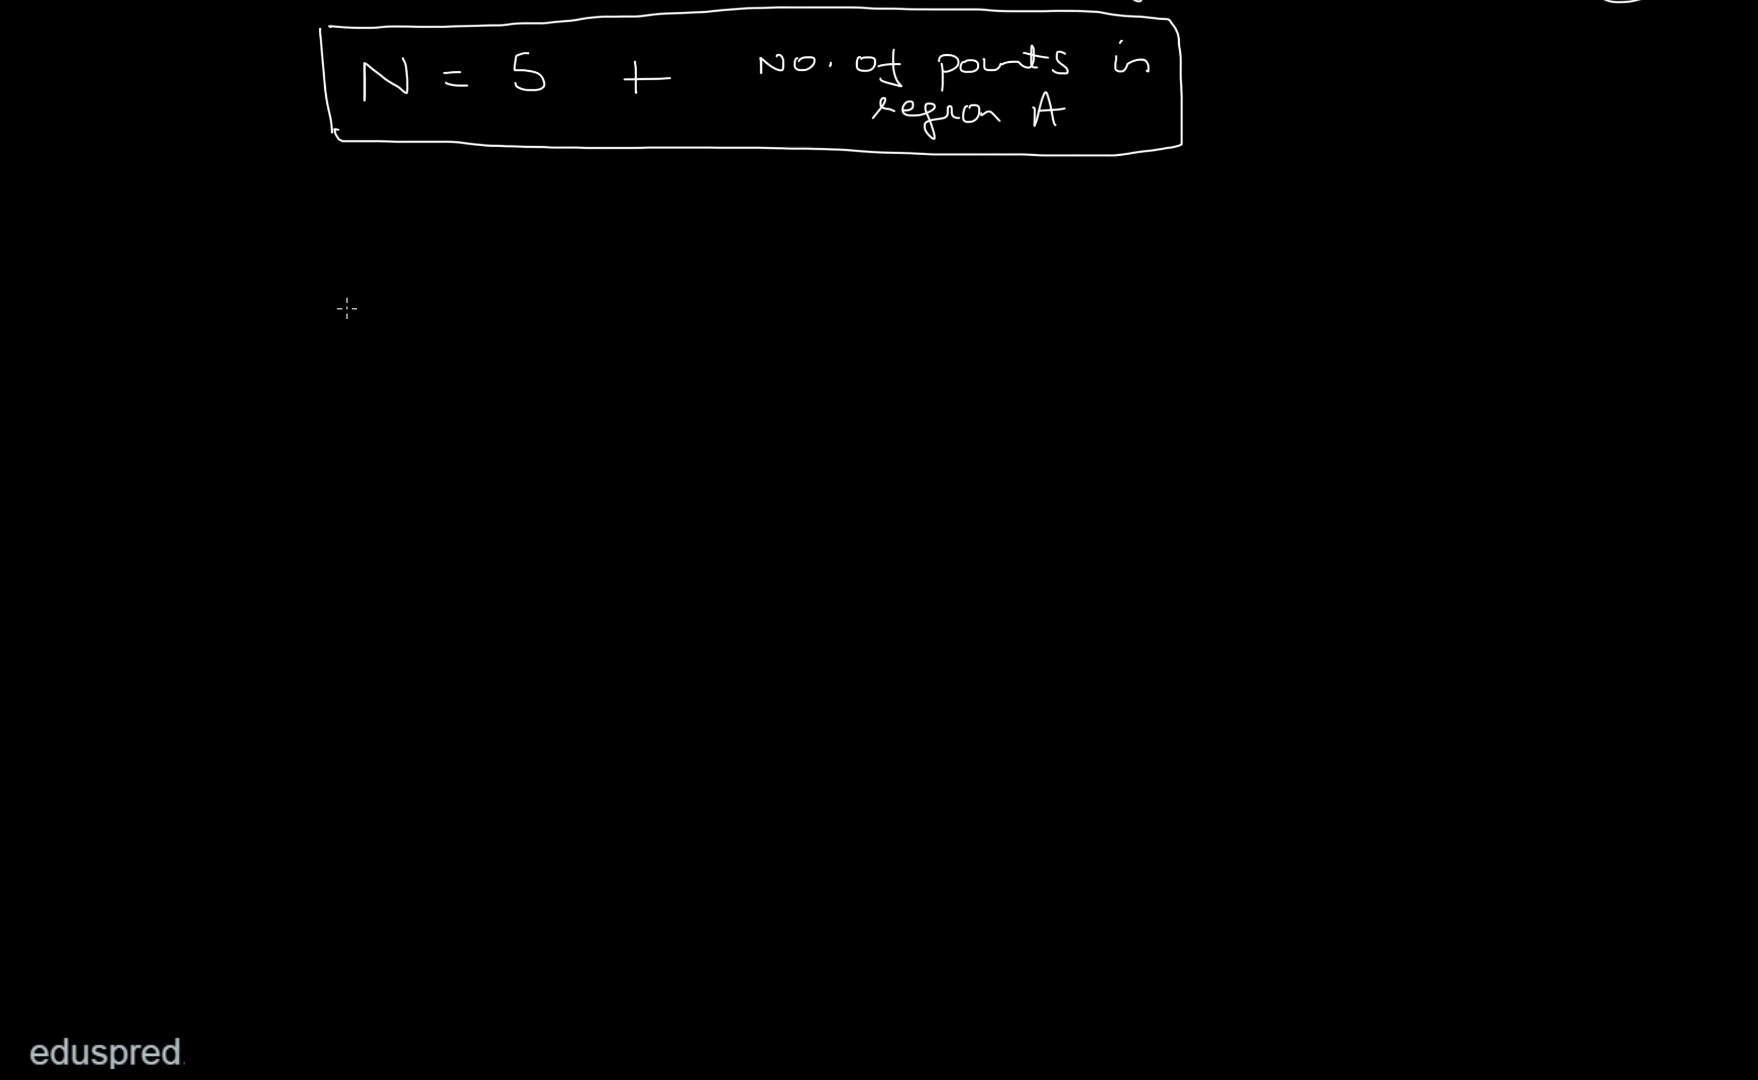 N = 5 + No. of points in
region A
eduspred.